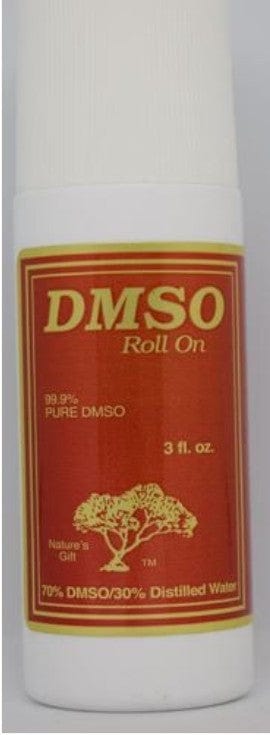 DMSO
Roll On
99.9%
PURE DMSO
3 fl. oz.
Nature's
Gift
TM
70% DMSO/30% Distilled Water